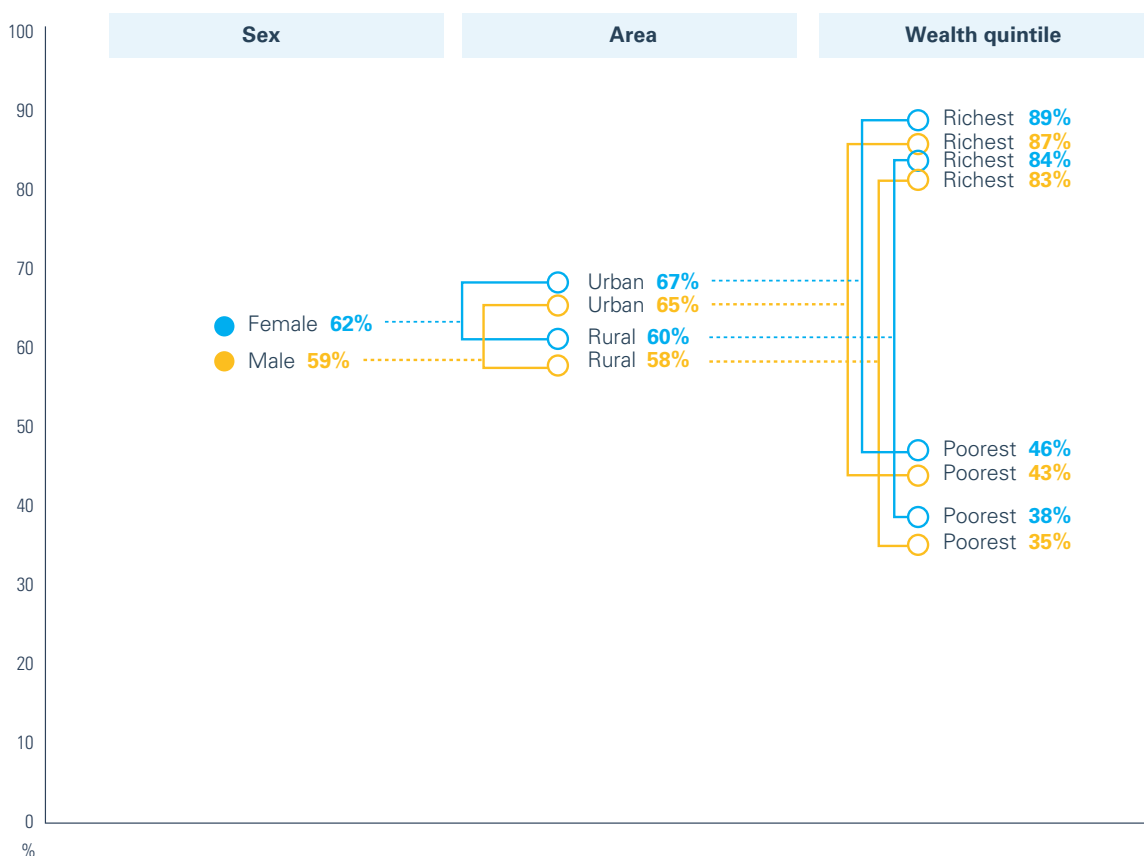 Sex
Area
Wealth quintile
100
90
80
70
60
50
40
30
20
10
0
%
Female 62%
Male 59%
Urban 67%
Urban 65%
Rural 60%
Rural 58%
Richest 89%
Richest 87%
Richest 84%
Richest 83%
Poorest 46%
Poorest 43%
Poorest 38%
Poorest 35%